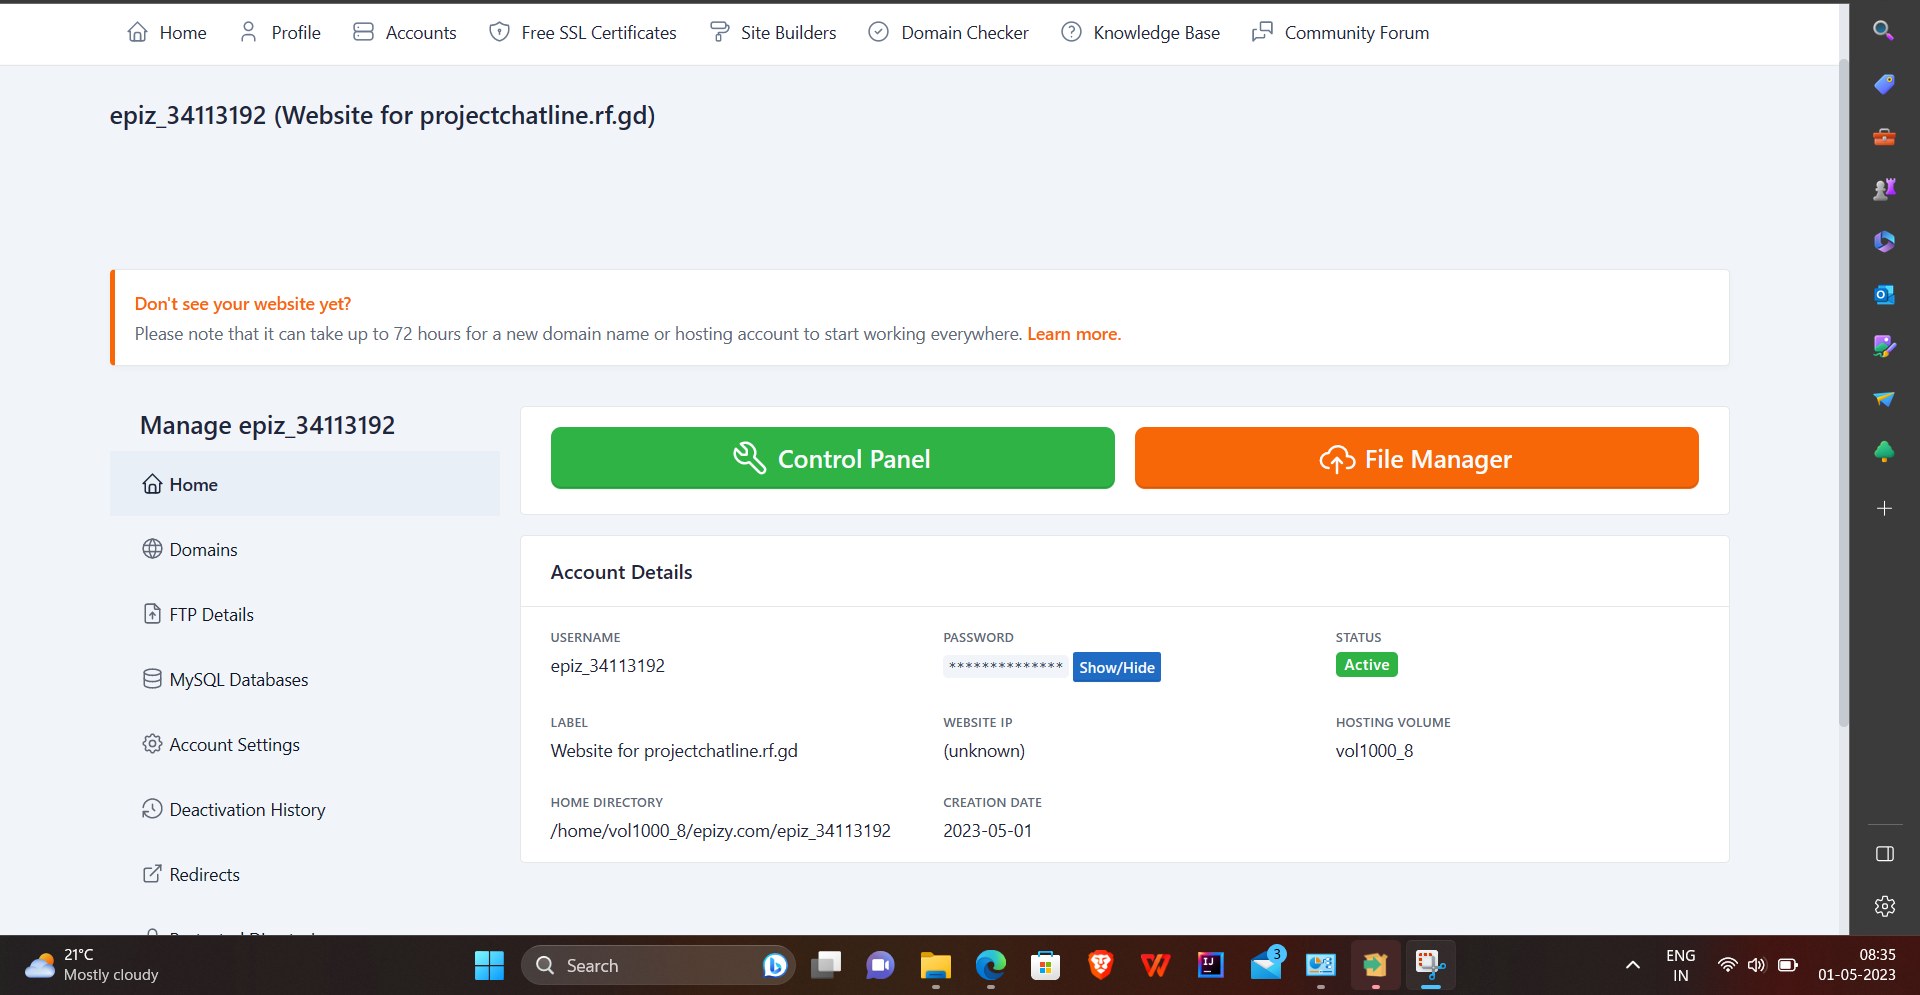 Home Profile Accounts Free SSL Certificates Site Builders Domain Checker Knowledge Base Community Forum
epiz_34113192 (Website for projectchatline.rf.gd)
Don't see your website yet?
Please note that it can take up to 72 hours for a new domain name or hosting account to start working everywhere. Learn more.
Manage epiz_34113192
Home
Domains
FTP Details
MySQL Databases
Account Settings
Deactivation History
Redirects
Control Panel
File Manager
Account Details
USERNAME
epiz_34113192
PASSWORD
************** Show/Hide
STATUS
Active
LABEL
Website for projectchatline.rf.gd
WEBSITE IP
(unknown)
HOSTING VOLUME
vol1000_8
HOME DIRECTORY
/home/vol1000_8/epizy.com/epiz_34113192
CREATION DATE
2023-05-01
21°C
Mostly cloudy
Search
3
ENG
IN
08:35
01-05-2023